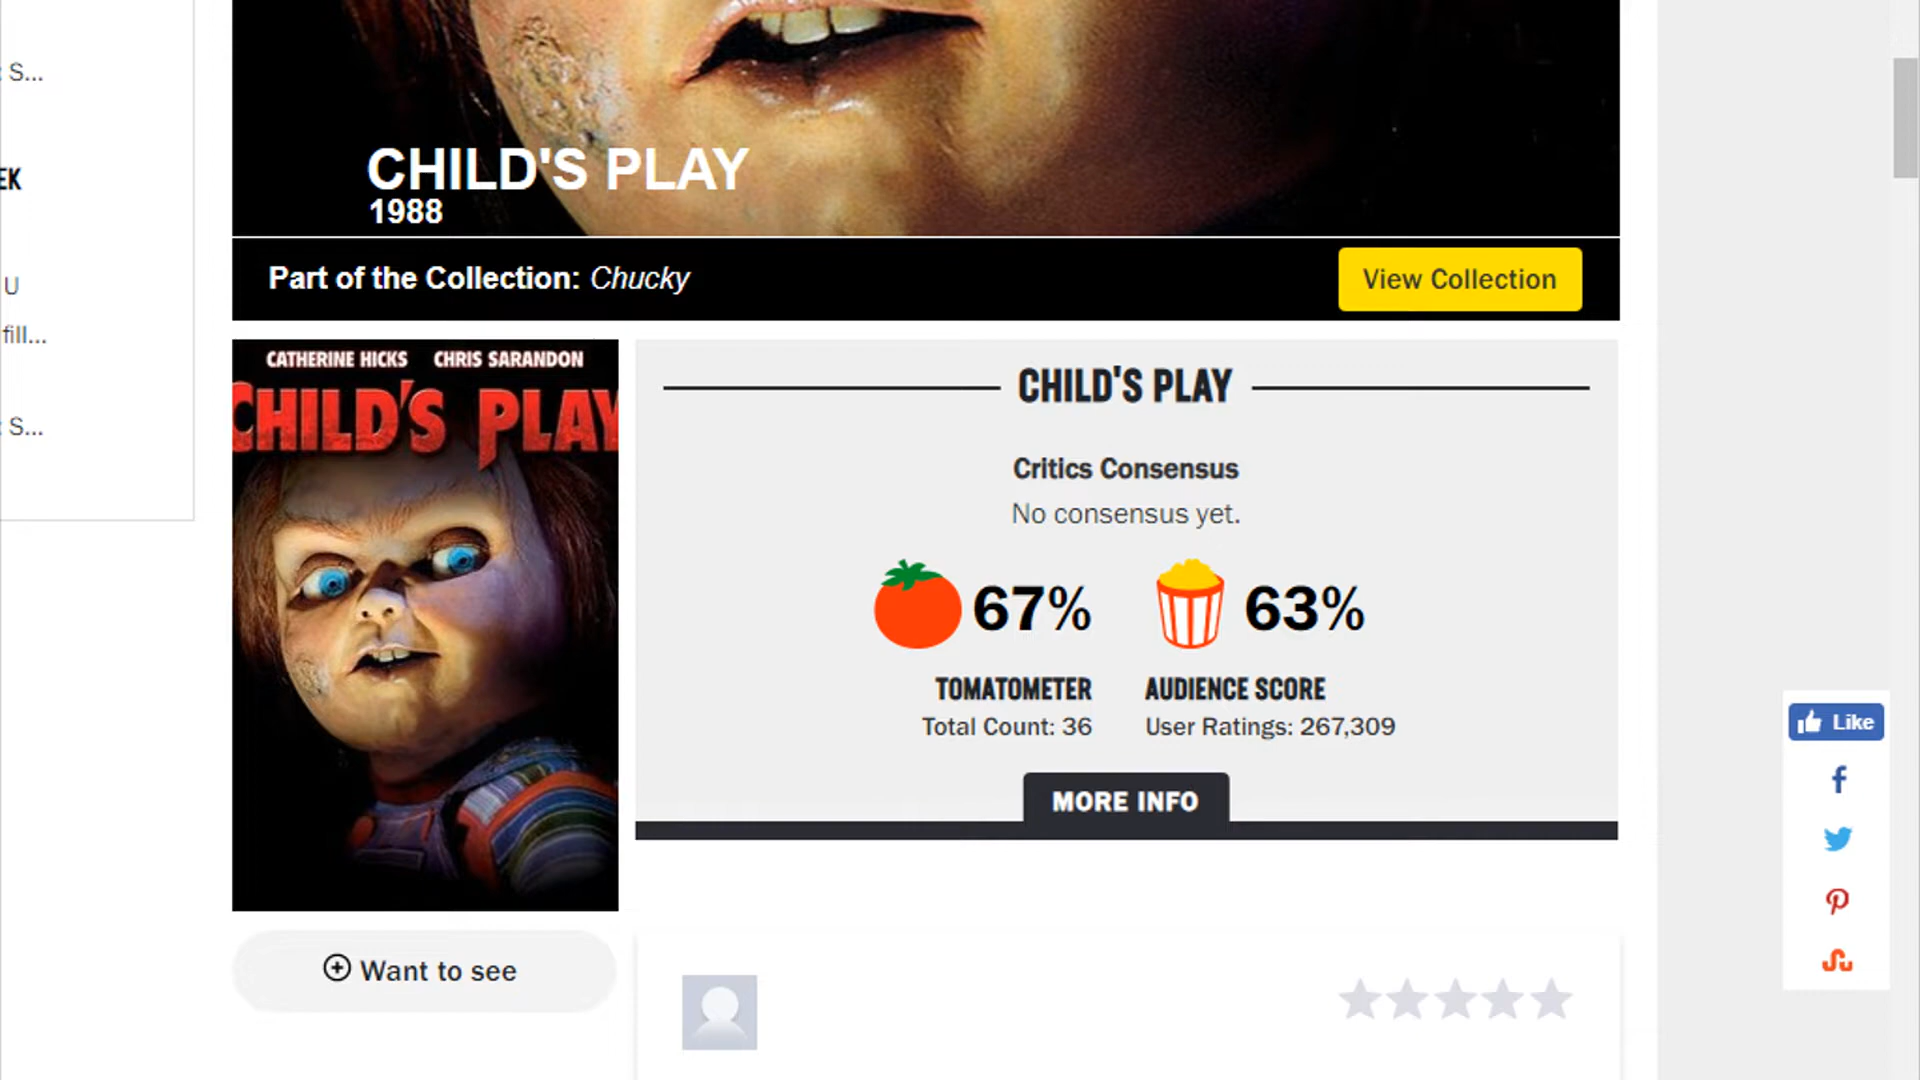 S...
EK
U
fill...
S...
CHILD'S PLAY
1988
Part of the Collection: Chucky
View Collection
CATHERINE HICKS CHRIS SARANDON
CHILD'S PLAY
CHILD'S PLAY
Critics Consensus
No consensus yet.
67%
63%
TOMATOMETER
AUDIENCE SCORE
Total Count: 36
User Ratings: 267,309
MORE INFO
Want to see
Like